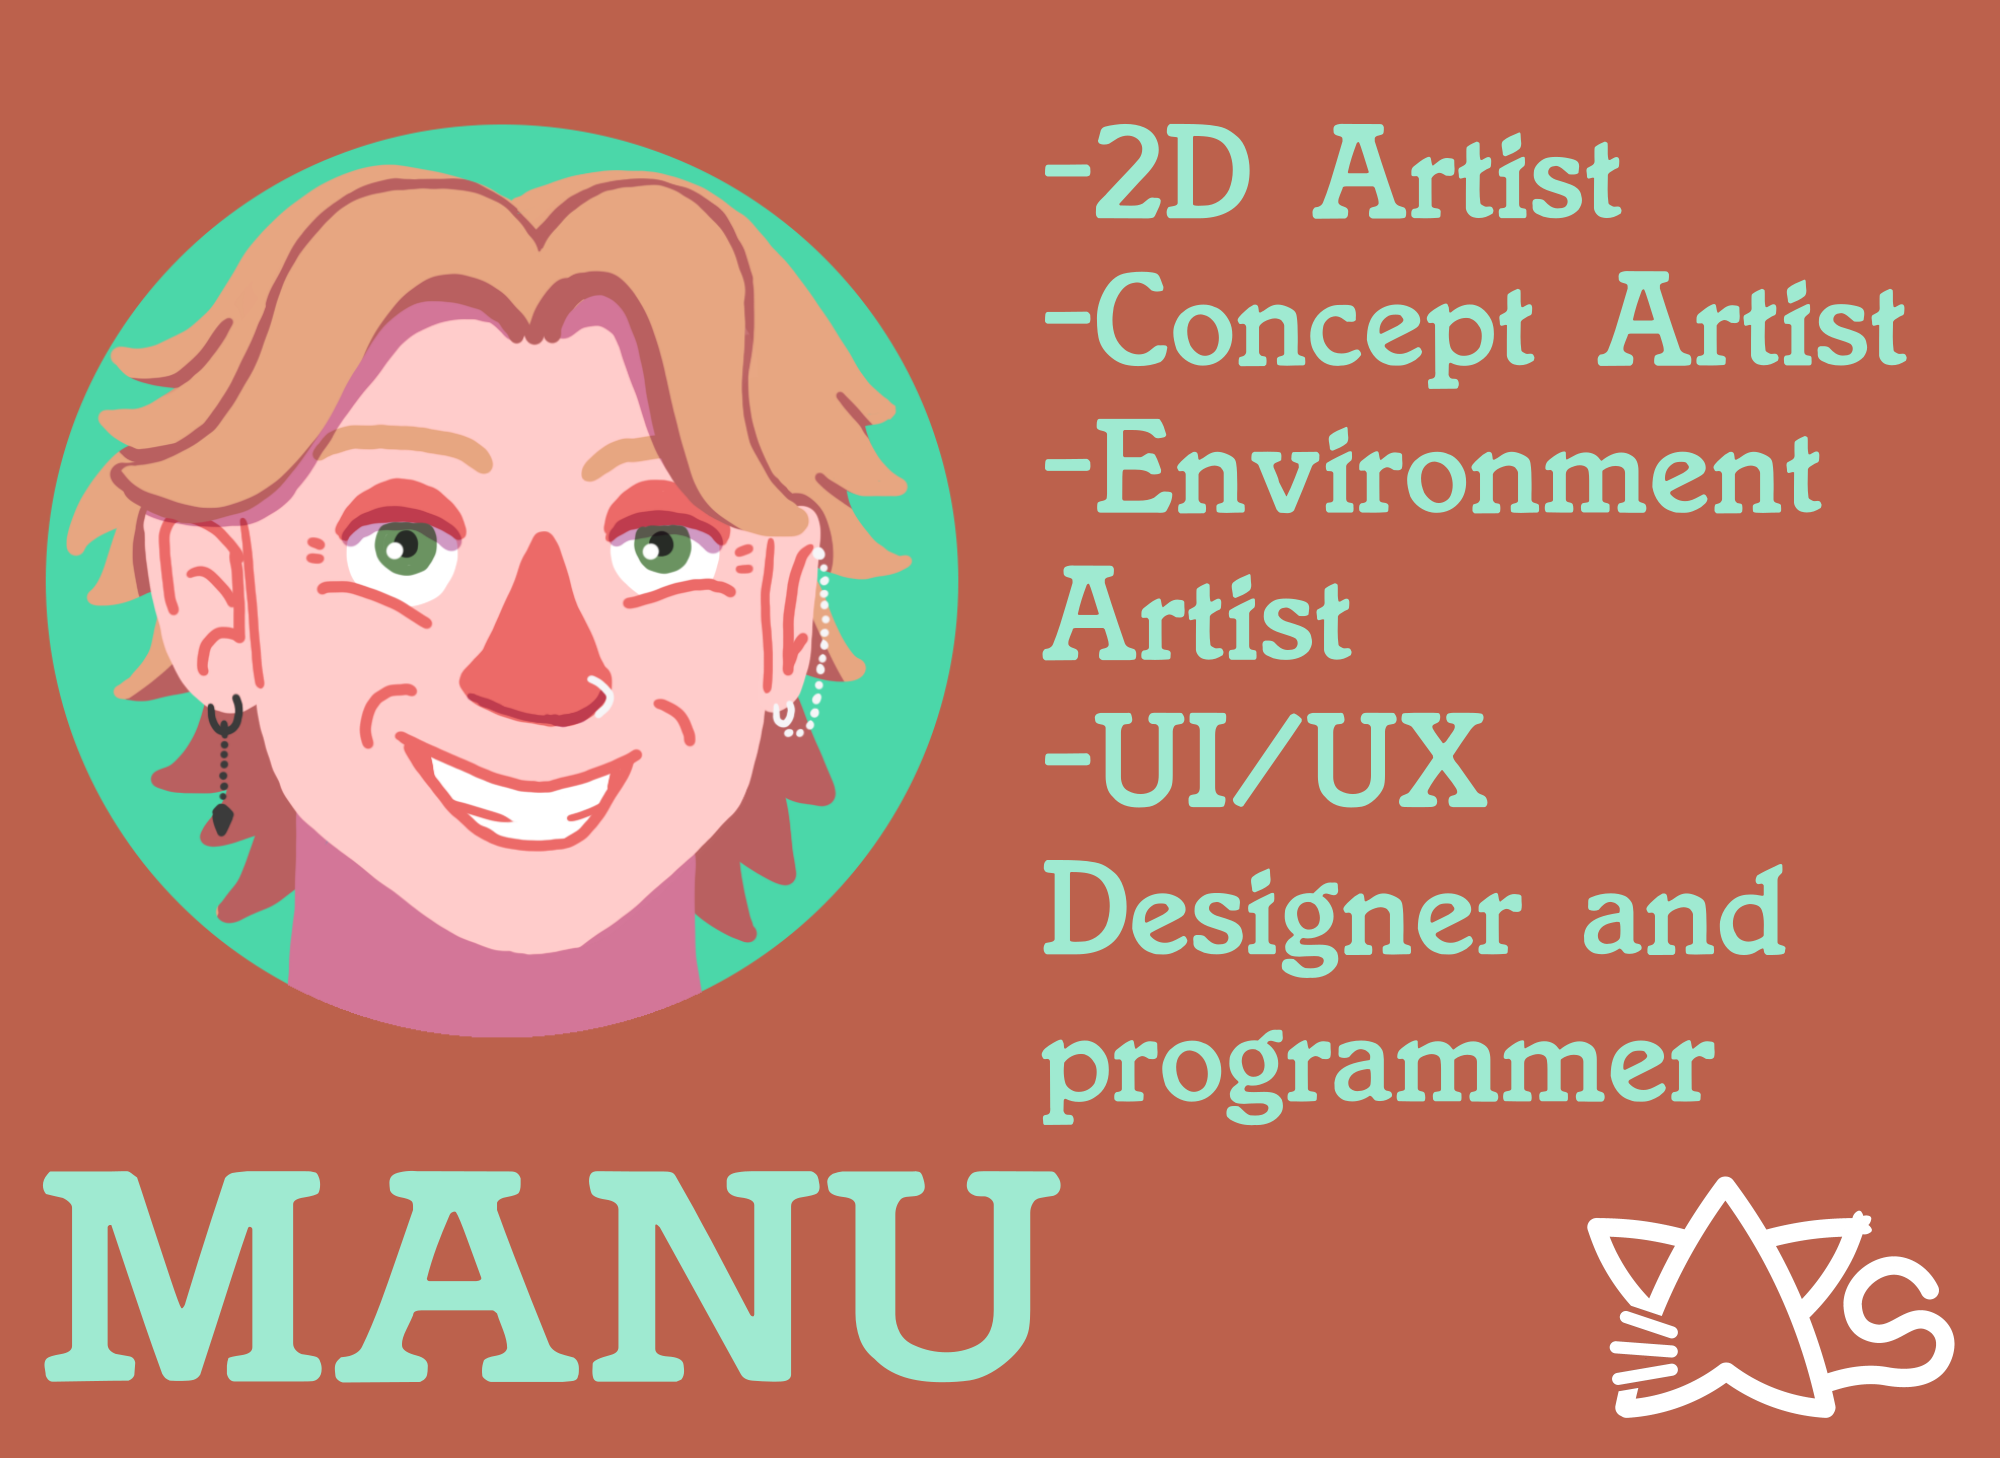 -2D Artist
-Concept Artist
-Environment
Artist
-UI/UX
Designer and
programmer
MANU